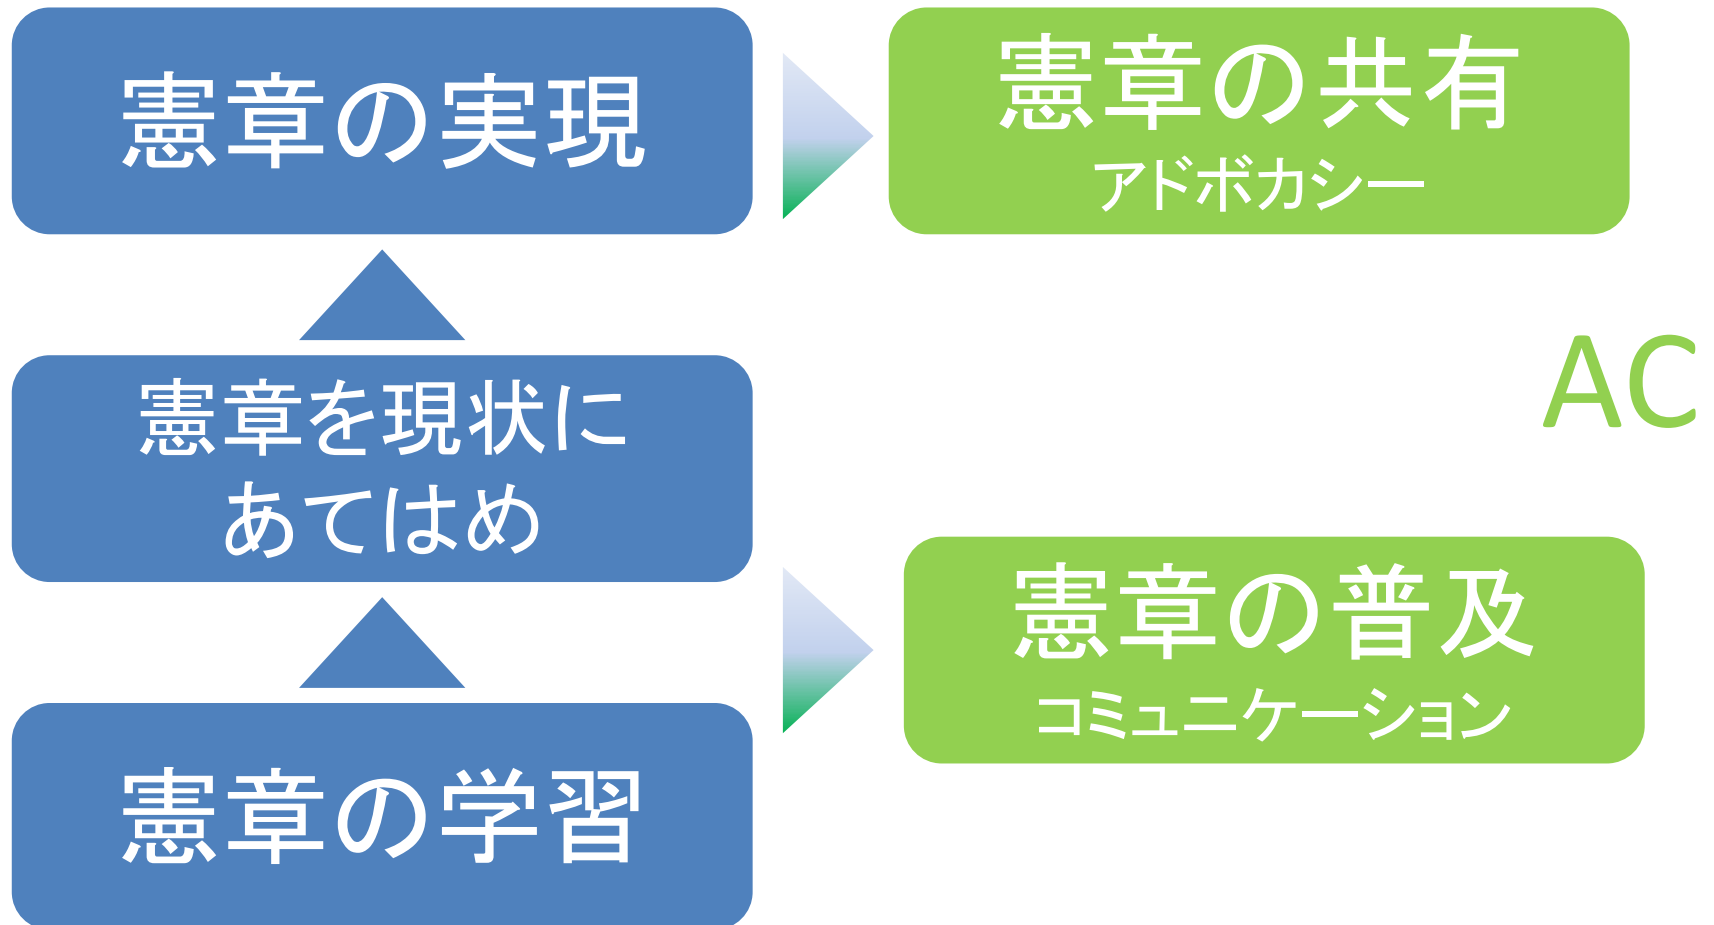 憲章の実現
憲章の共有
アドボカシー
AC
憲章を現状に
あてはめ
憲章の普及
コミュニケーション
憲章の学習